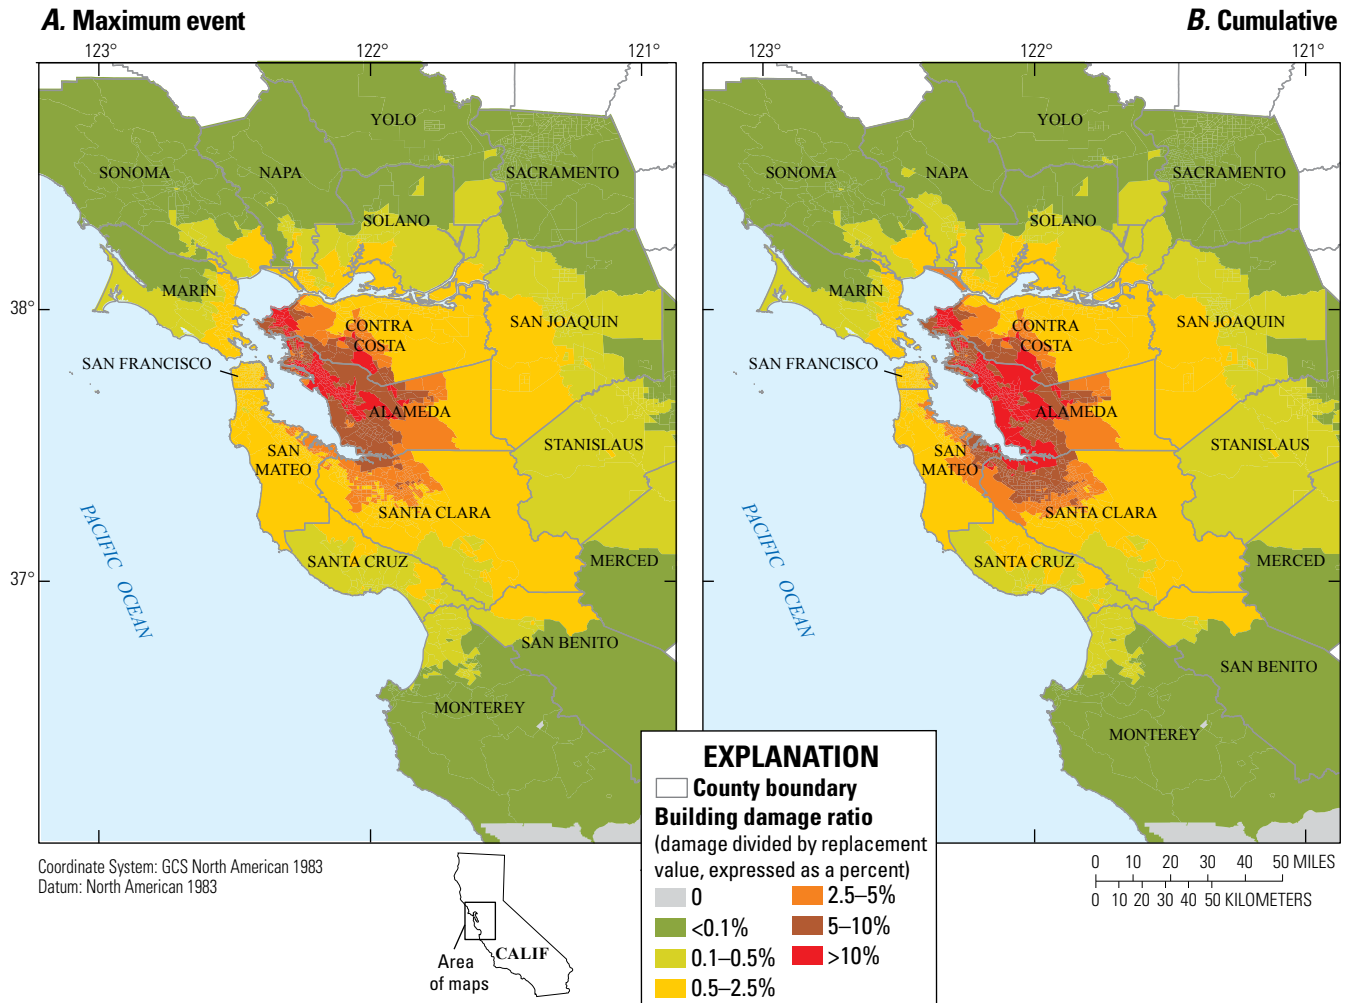 A. Maximum event
B. Cumulative
123°
122°
121°
123°
122°
121°
38°
37°
YOLO
SONOMA
NAPA
SACRAMENTO
SOLANO
MARIN
CONTRA
COSTA
SAN JOAQUIN
SAN FRANCISCO
ALAMEDA
STANISLAUS
SAN
MATEO
SANTA CLARA
PACIFIC OCEAN
SANTA CRUZ
MERCED
SAN BENITO
MONTEREY
YOLO
SONOMA
NAPA
SACRAMENTO
SOLANO
MARIN
CONTRA
COSTA
SAN JOAQUIN
SAN FRANCISCO
ALAMEDA
STANISLAUS
SAN
MATEO
SANTA CLARA
PACIFIC OCEAN
SANTA CRUZ
MERCED
SAN BENITO
MONTEREY
EXPLANATION
County boundary
Building damage ratio
(damage divided by replacement
value, expressed as a percent)
0
<0.1%
0.1–0.5%
0.5–2.5%
2.5–5%
5–10%
>10%
Coordinate System: GCS North American 1983
Datum: North American 1983
Area
of maps
CALIF
0 10 20 30 40 50 MILES
0 10 20 30 40 50 KILOMETERS